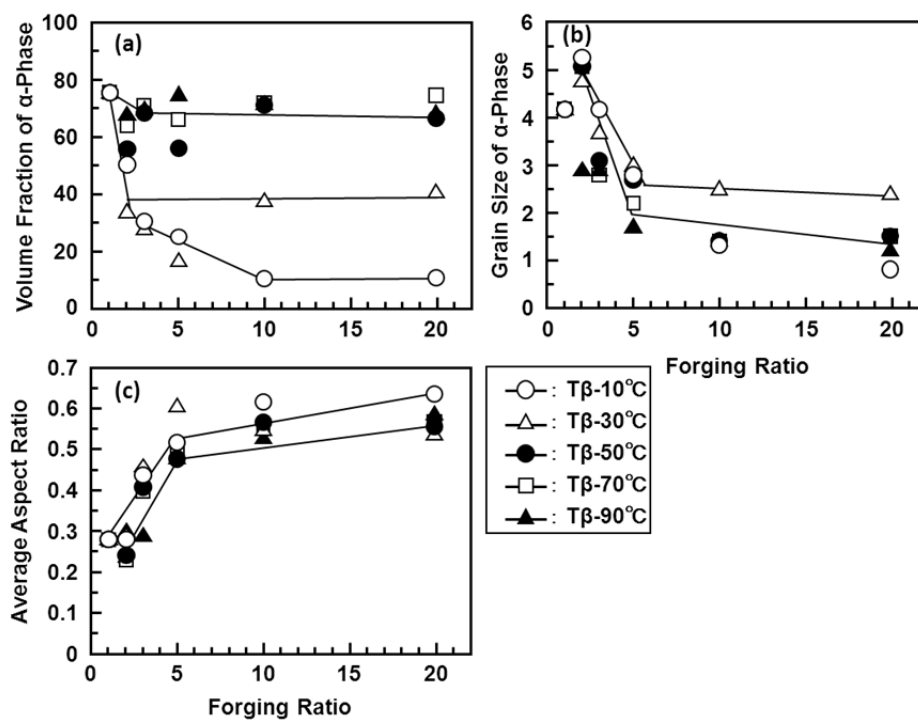 (a)
Volume Fraction of α-Phase
100
80
60
40
20
0
0 5 10 15 20
(b)
Grain Size of α-Phase
6
5
4
3
2
1
0
0 5 10 15 20
Forging Ratio
(c)
Average Aspect Ratio
0.7
0.6
0.5
0.4
0.3
0.2
0.1
0
0 5 10 15 20
Forging Ratio
: Tβ-10°C
: Tβ-30°C
: Tβ-50°C
: Tβ-70°C
: Tβ-90°C